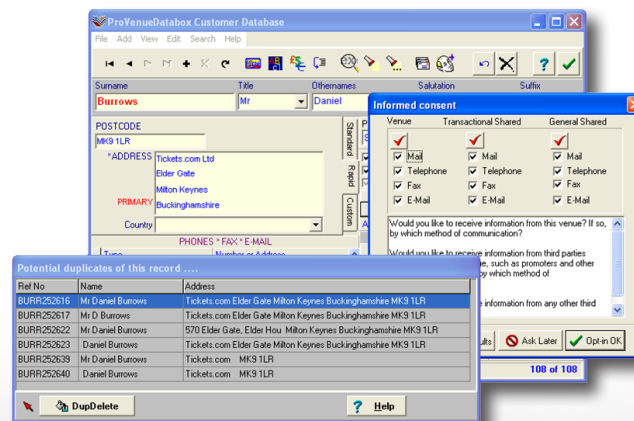 ProVenueDatabox Customer Database
File Add View Edit Search Help
Surname Title Othernames Salutation Suffix
Burrows Mr Daniel
POSTCODE
MK9 1LR
*ADDRESS Tickets.com Ltd
Elder Gate
Milton Keynes
PRIMARY Buckinghamshire
Country
Standard
Rapid
Custom
PHONES * FAX * E-MAIL
Type Number or Address
Informed consent
Venue Transactional Shared General Shared
Mail Mail Mail
Telephone Telephone Telephone
Fax Fax Fax
E-Mail E-Mail E-Mail
Would you like to receive information from this venue? If so,
by which method of communication?
Would you like to receive information from third parties
such as promoters and other
by which method of
information from any other third
Ask Later Opt-in OK
108 of 108
Potential duplicates of this record ....
Ref No Name Address
BURR252616 Mr Daniel Burrows Tickets.com Elder Gate Milton Keynes Buckinghamshire MK9 1LR
BURR252617 Mr D Burrows Tickets.com Elder Gate Milton Keynes Buckinghamshire MK9 1LR
BURR252622 Mr Daniel Burrows 570 Elder Gate, Elder Hou Milton Keynes Buckinghamshire MK9 1LR
BURR252623 Daniel Burrows Tickets.com Elder Gate Milton Keynes Buckinghamshire MK9 1LR
BURR252639 Mr Daniel Burrows Tickets.com MK9 1LR
BURR252640 Daniel Burrows Tickets.com MK9 1LR
DupDelete ? Help